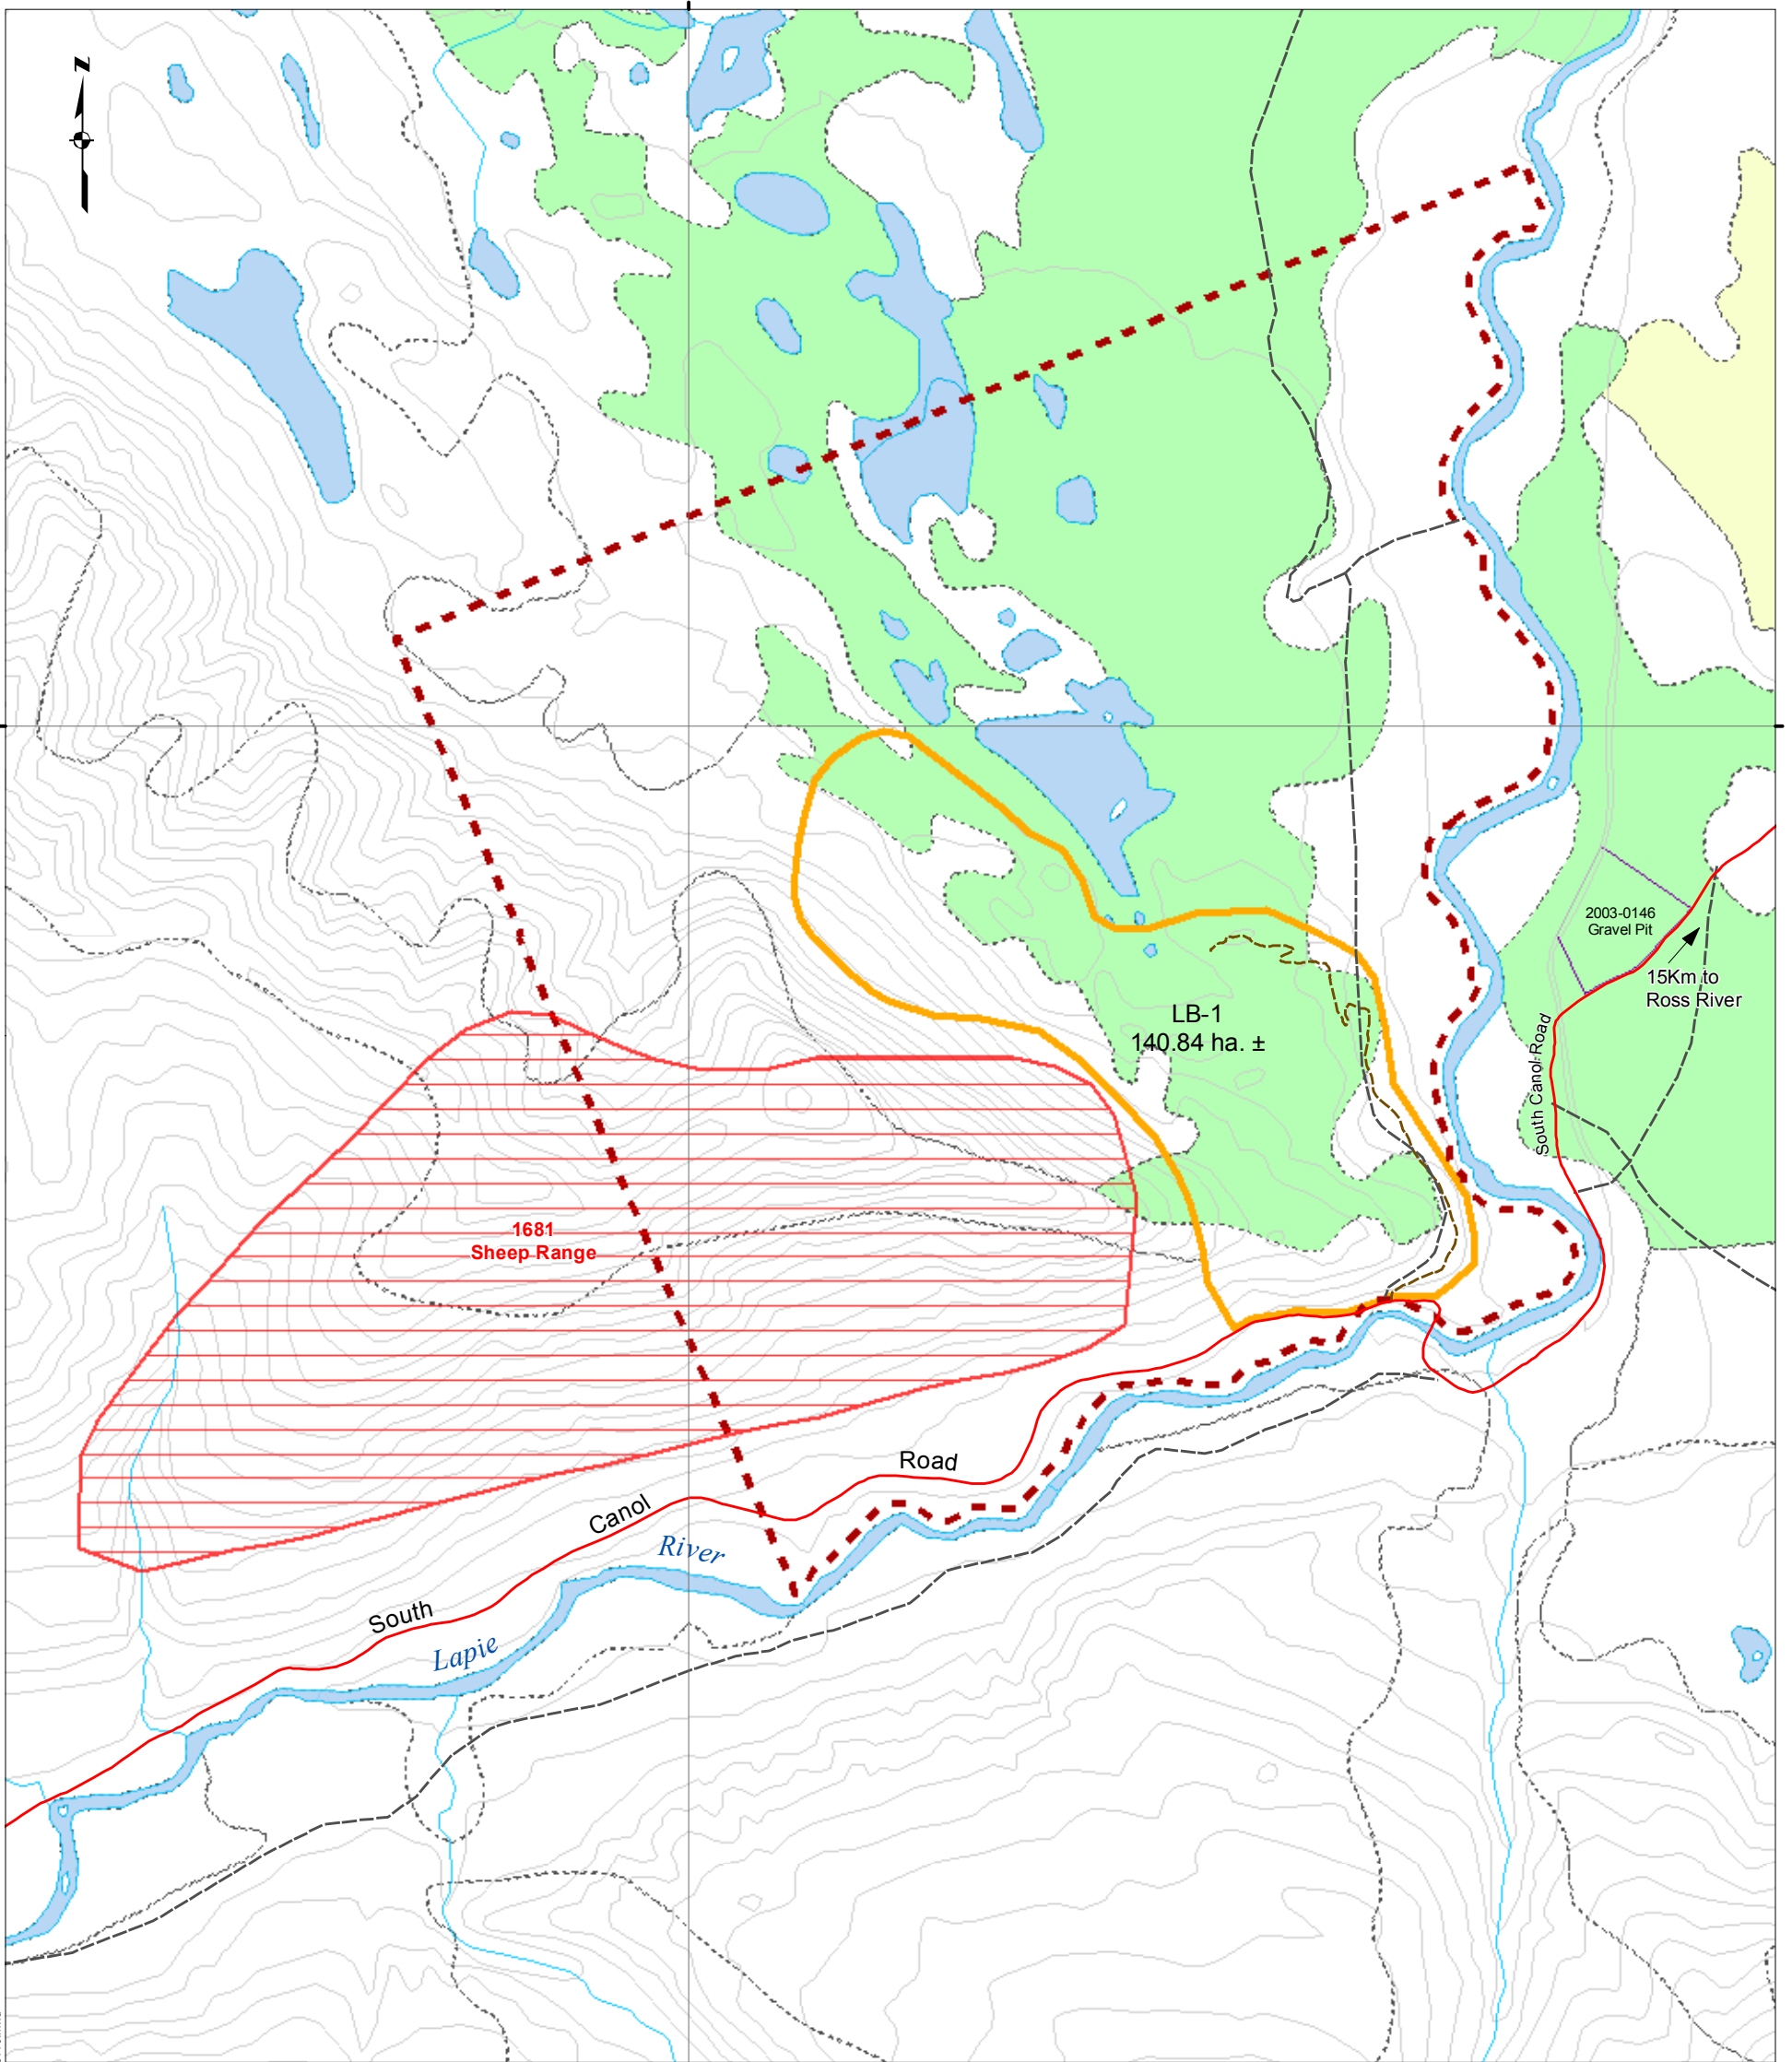 N
2003-0146
Gravel Pit
15Km to
Ross River
LB-1
140.84 ha. ±
South Canol Road
1681
Sheep Range
Road
Canol
River
South
Lapie